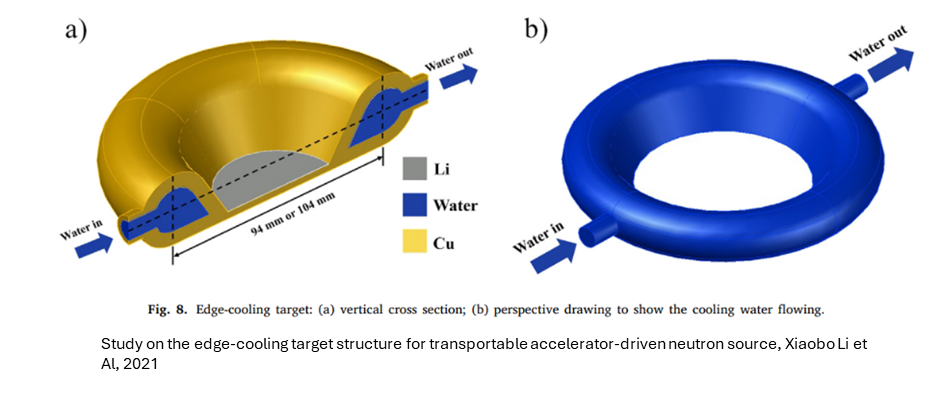 a)
b)
Water out
Water out
Li
Water
Cu
94 mm or 104 mm
Water in
Water in
Fig. 8. Edge-cooling target: (a) vertical cross section; (b) perspective drawing to show the cooling water flowing.
Study on the edge-cooling target structure for transportable accelerator-driven neutron source, Xiaobo Li et
Al, 2021